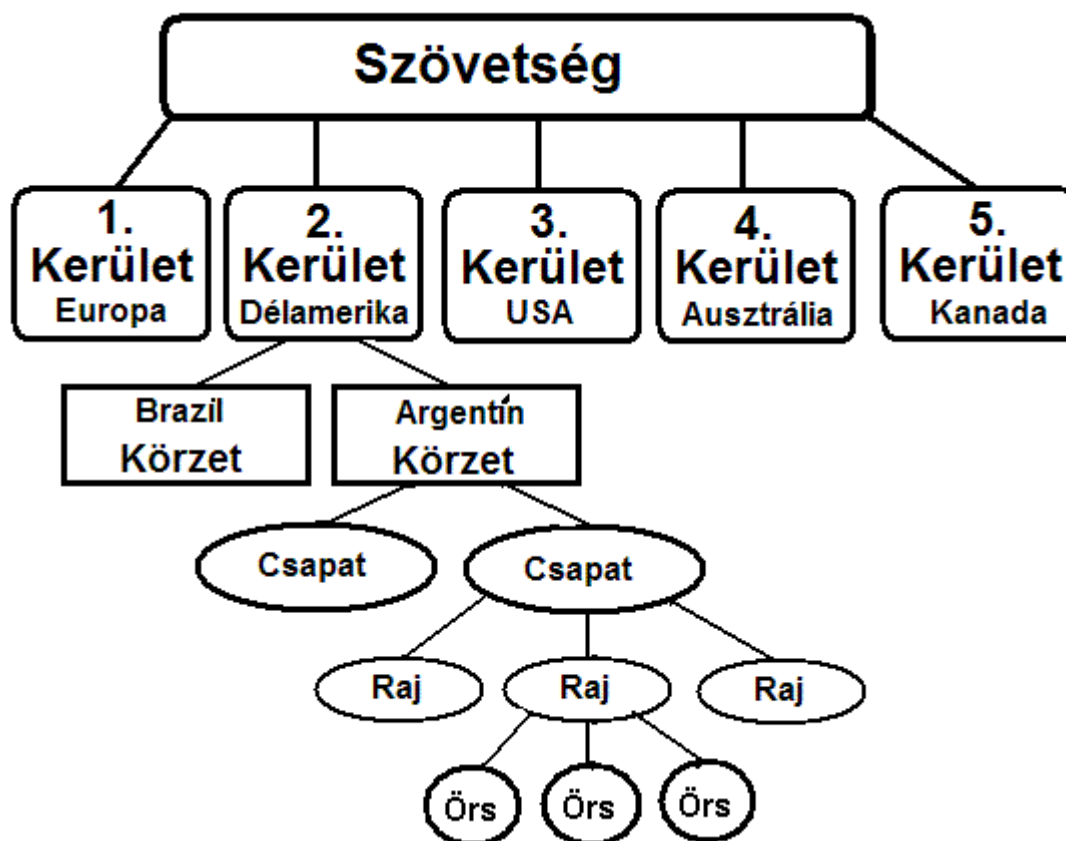 Szövetség
1.
Kerület
Europa
2.
Kerület
Délamerika
3.
Kerület
USA
4.
Kerület
Ausztrália
5.
Kerület
Kanada
Brazíl
Körzet
Argentín
Körzet
Csapat
Csapat
Raj
Raj
Raj
Örs
Örs
Örs